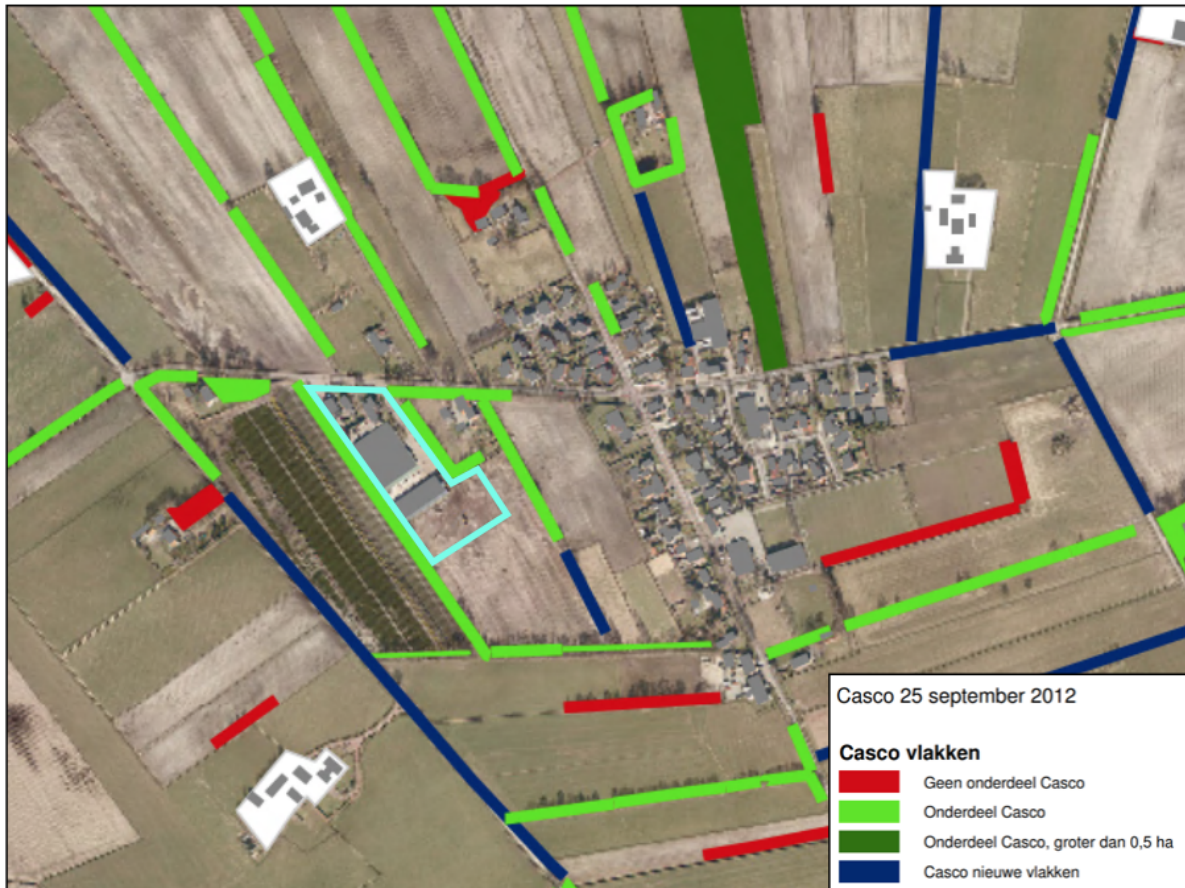 Casco 25 september 2012
Casco vlakken
Geen onderdeel Casco
Onderdeel Casco
Onderdeel Casco, groter dan 0,5 ha
Casco nieuwe vlakken